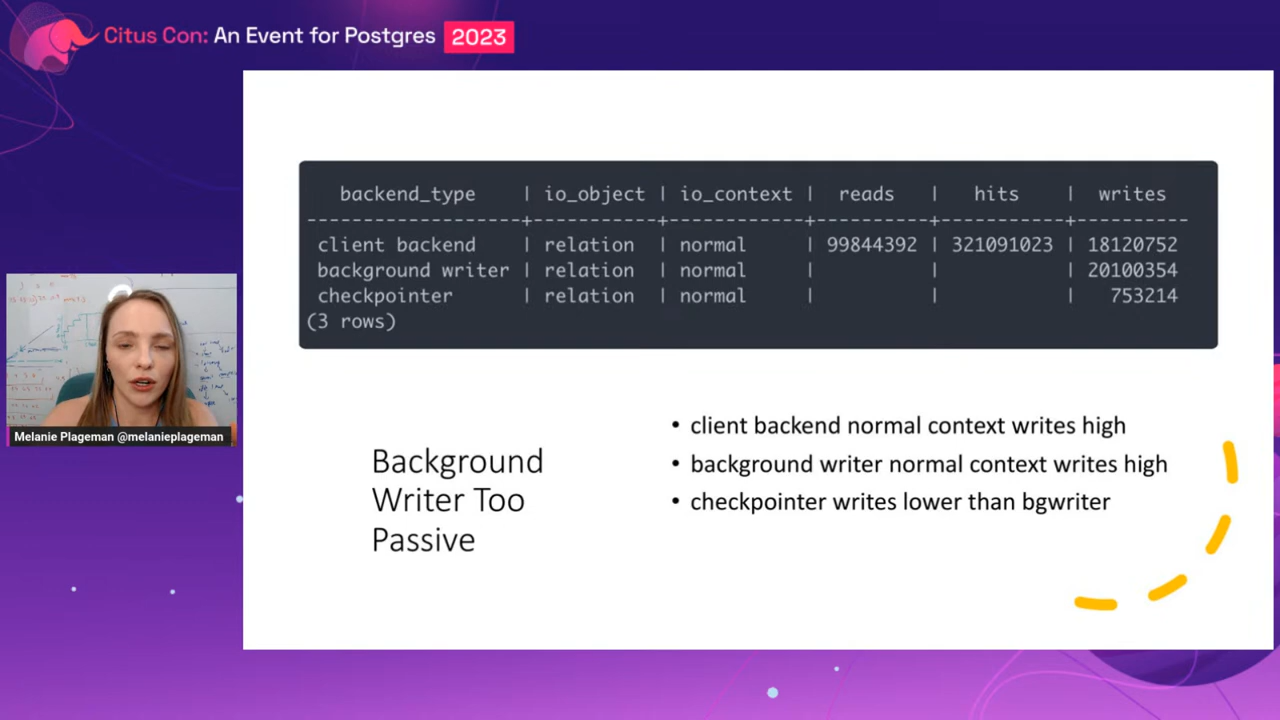 Citus Con: An Event for Postgres 2023
backend_type | io_object | io_context | reads | hits | writes
-------------------+-----------+------------+----------+-----------+----------
client backend | relation | normal | 99844392 | 321091023 | 18120752
background writer | relation | normal | | | 20100354
checkpointer | relation | normal | | | 753214
(3 rows)
Background
Writer Too
Passive
• client backend normal context writes high
• background writer normal context writes high
• checkpointer writes lower than bgwriter
Melanie Plageman @melanieplageman